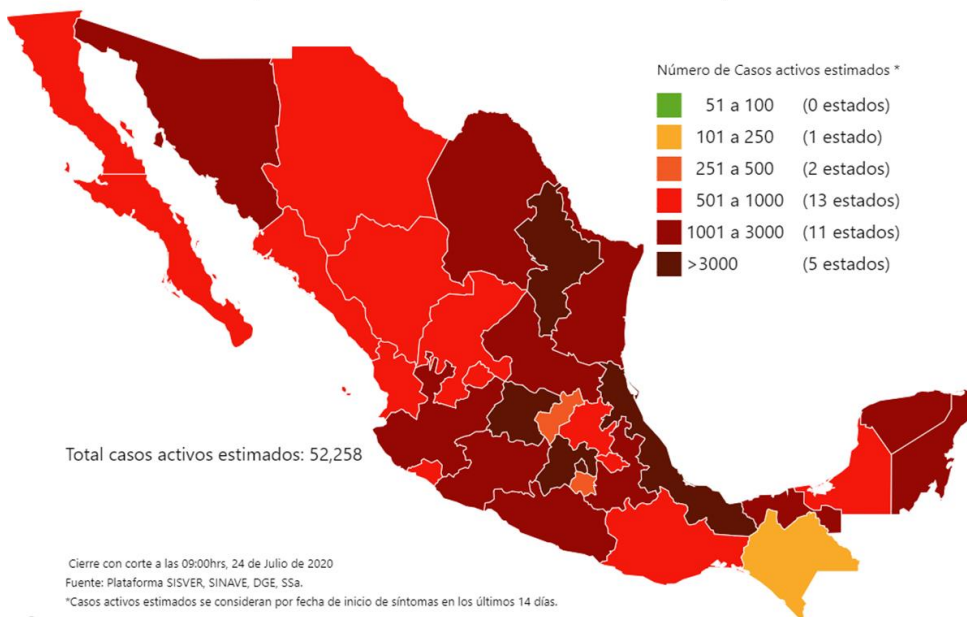 Número de Casos activos estimados *
51 a 100 (0 estados)
101 a 250 (1 estado)
251 a 500 (2 estados)
501 a 1000 (13 estados)
1001 a 3000 (11 estados)
>3000 (5 estados)
Total casos activos estimados: 52,258
Cierre con corte a las 09:00hrs, 24 de Julio de 2020
Fuente: Plataforma SISVER, SINAVE, DGE, SSa.
*Casos activos estimados se consideran por fecha de inicio de síntomas en los últimos 14 días.